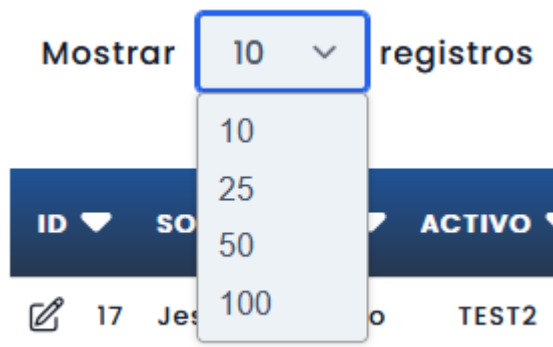 Mostrar 10 registros
10
25
50
100
ID SO ACTIVO
17 Jes o TEST2